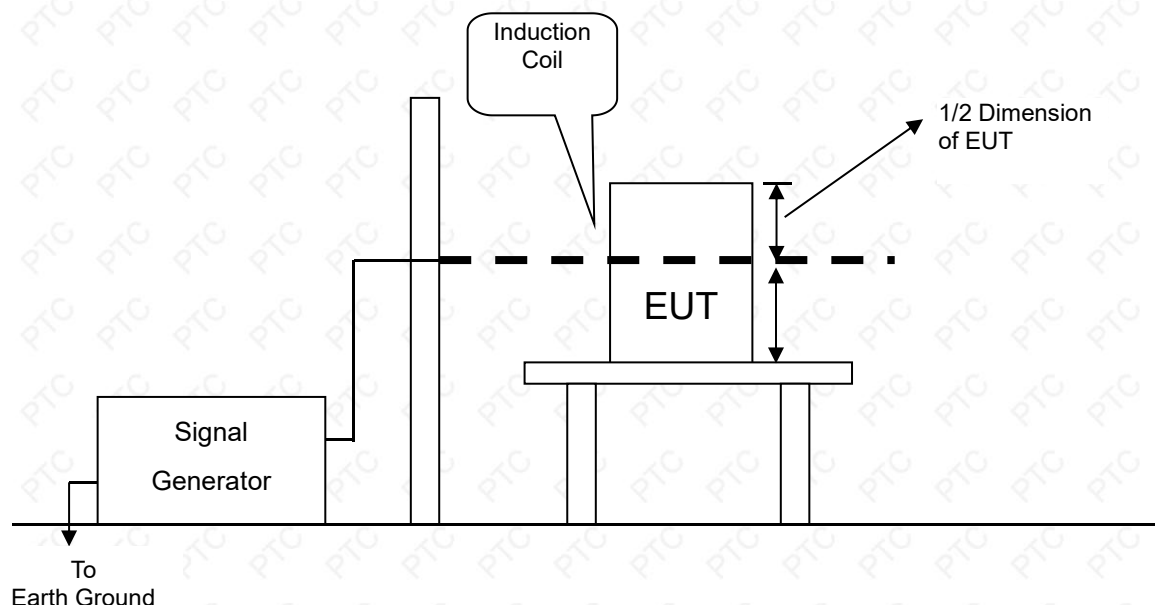 Induction
Coil
1/2 Dimension
of EUT
EUT
Signal
Generator
To
Earth Ground